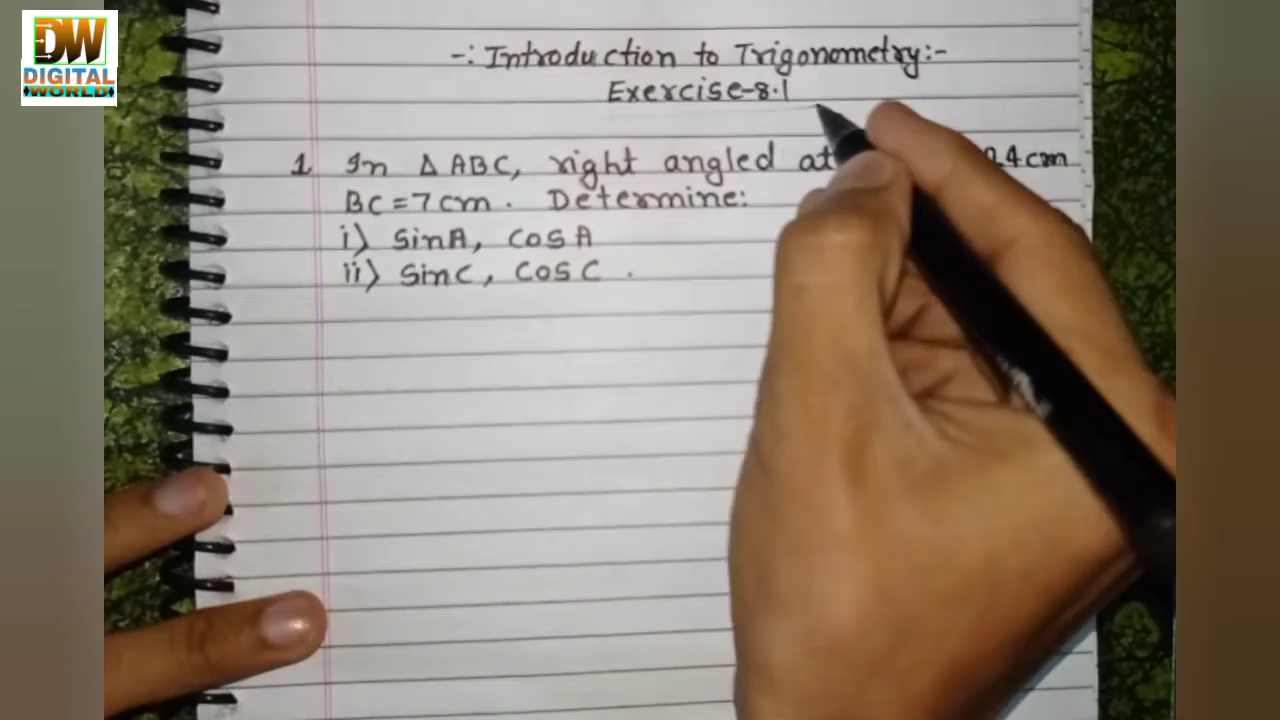 DW
DIGITAL
WORLD
-: Introduction to Trigonometry:-
Exercise-8.1
1 In Δ ABC, right angled at 24cm
BC = 7 cm. Determine:
i) SinA, COSA
ii) SinC, COSC.